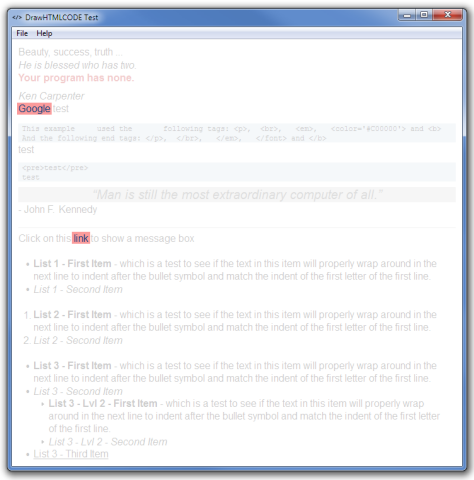 DrawHTMLCODE Test
File Help
Beauty, success, truth ...
He is blessed who has two.
Your program has none.
Ken Carpenter
Google test
This example used the following tags: <p>, <br>, <em>, <color='#C00000'> and <b>
And the following end tags: </p>, </br>, </em>, </font> and </b>
test
<pre>test</pre>
test
“Man is still the most extraordinary computer of all.”
- John F. Kennedy
Click on this link to show a message box
• List 1 - First Item - which is a test to see if the text in this item will properly wrap around in the
next line to indent after the bullet symbol and match the indent of the first letter of the first line.
• List 1 - Second Item
1. List 2 - First Item - which is a test to see if the text in this item will properly wrap around in the
next line to indent after the bullet symbol and match the indent of the first letter of the first line.
2. List 2 - Second Item
• List 3 - First Item - which is a test to see if the text in this item will properly wrap around in the
next line to indent after the bullet symbol and match the indent of the first letter of the first line.
• List 3 - Second Item
• List 3 - Lvl 2 - First Item - which is a test to see if the text in this item will properly wrap
around in the next line to indent after the bullet symbol and match the indent of the first letter
of the first line.
• List 3 - Lvl 2 - Second Item
• List 3 - Third Item